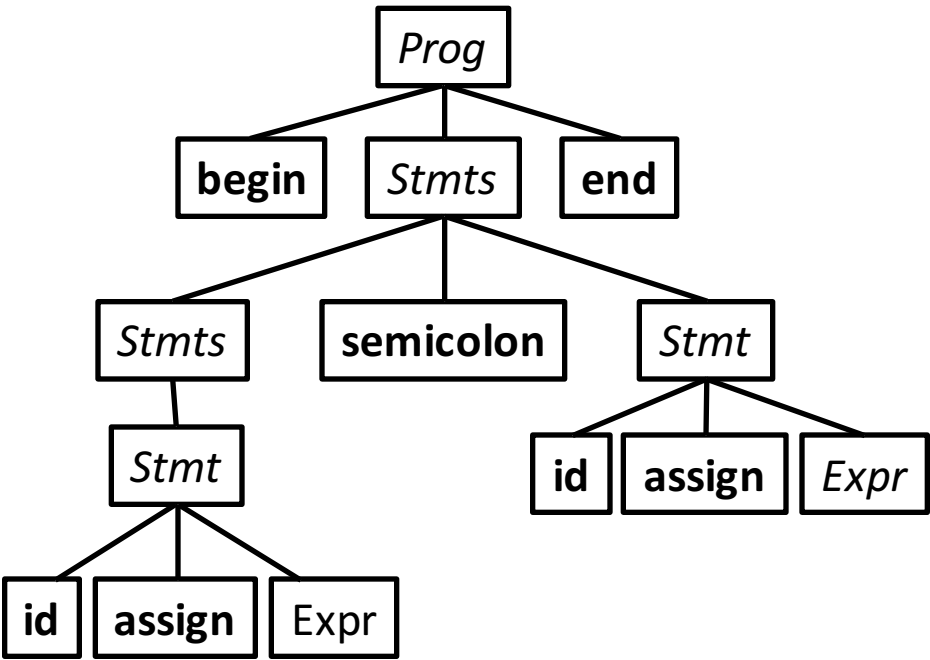 Prog
begin Stmts end
Stmts semicolon Stmt
Stmt
id assign Expr
id assign Expr